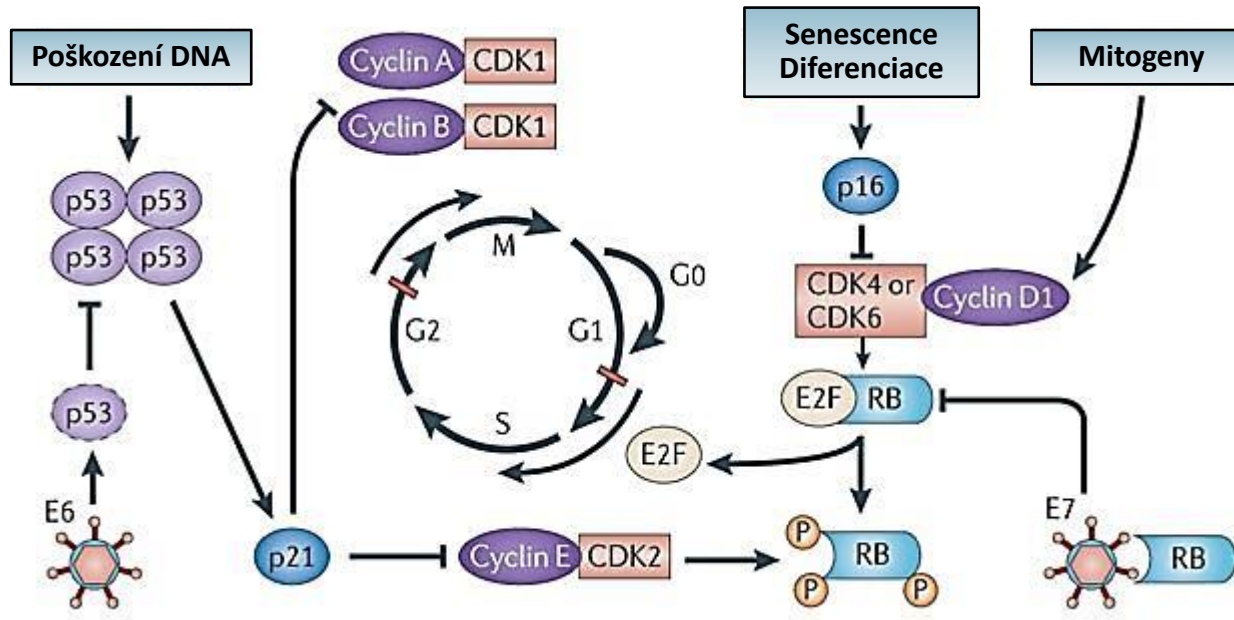 Poškození DNA
Cyclin A CDK1
Cyclin B CDK1
Senescence
Diferenciace
Mitogeny
p53 p53
p53 p53
p16
M
G0
G1
G2
S
CDK4 or
CDK6
Cyclin D1
p53
E2F RB
E2F
E6
E7
p21
Cyclin E CDK2
P
RB
P
P
RB